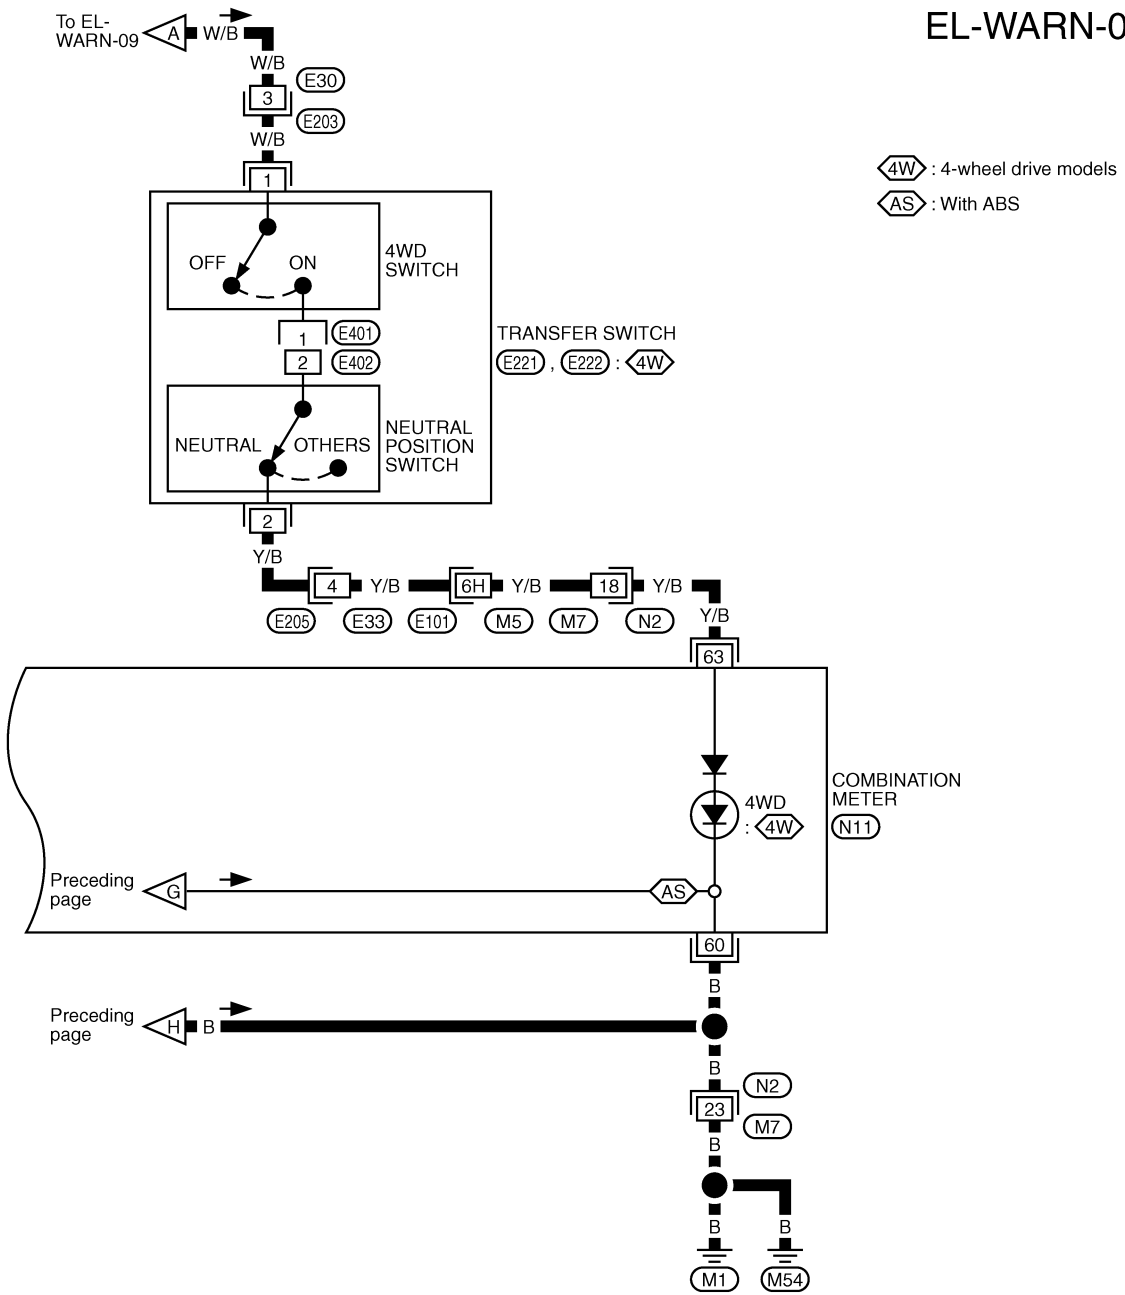 EL-WARN-0
To EL-
WARN-09
A
W/B
W/B
E30
3
E203
W/B
4W : 4-wheel drive models
AS : With ABS
1
OFF
ON
4WD
SWITCH
1
E401
2
E402
TRANSFER SWITCH
E221 , E222 : 4W
NEUTRAL
OTHERS
NEUTRAL
POSITION
SWITCH
2
Y/B
4
Y/B
6H
Y/B
18
Y/B
E205
E33
E101
M5
M7
N2
Y/B
63
4WD
: 4W
COMBINATION
METER
N11
Preceding
page
G
AS
60
B
Preceding
page
H
B
B
N2
23
M7
B
B
B
M1
M54